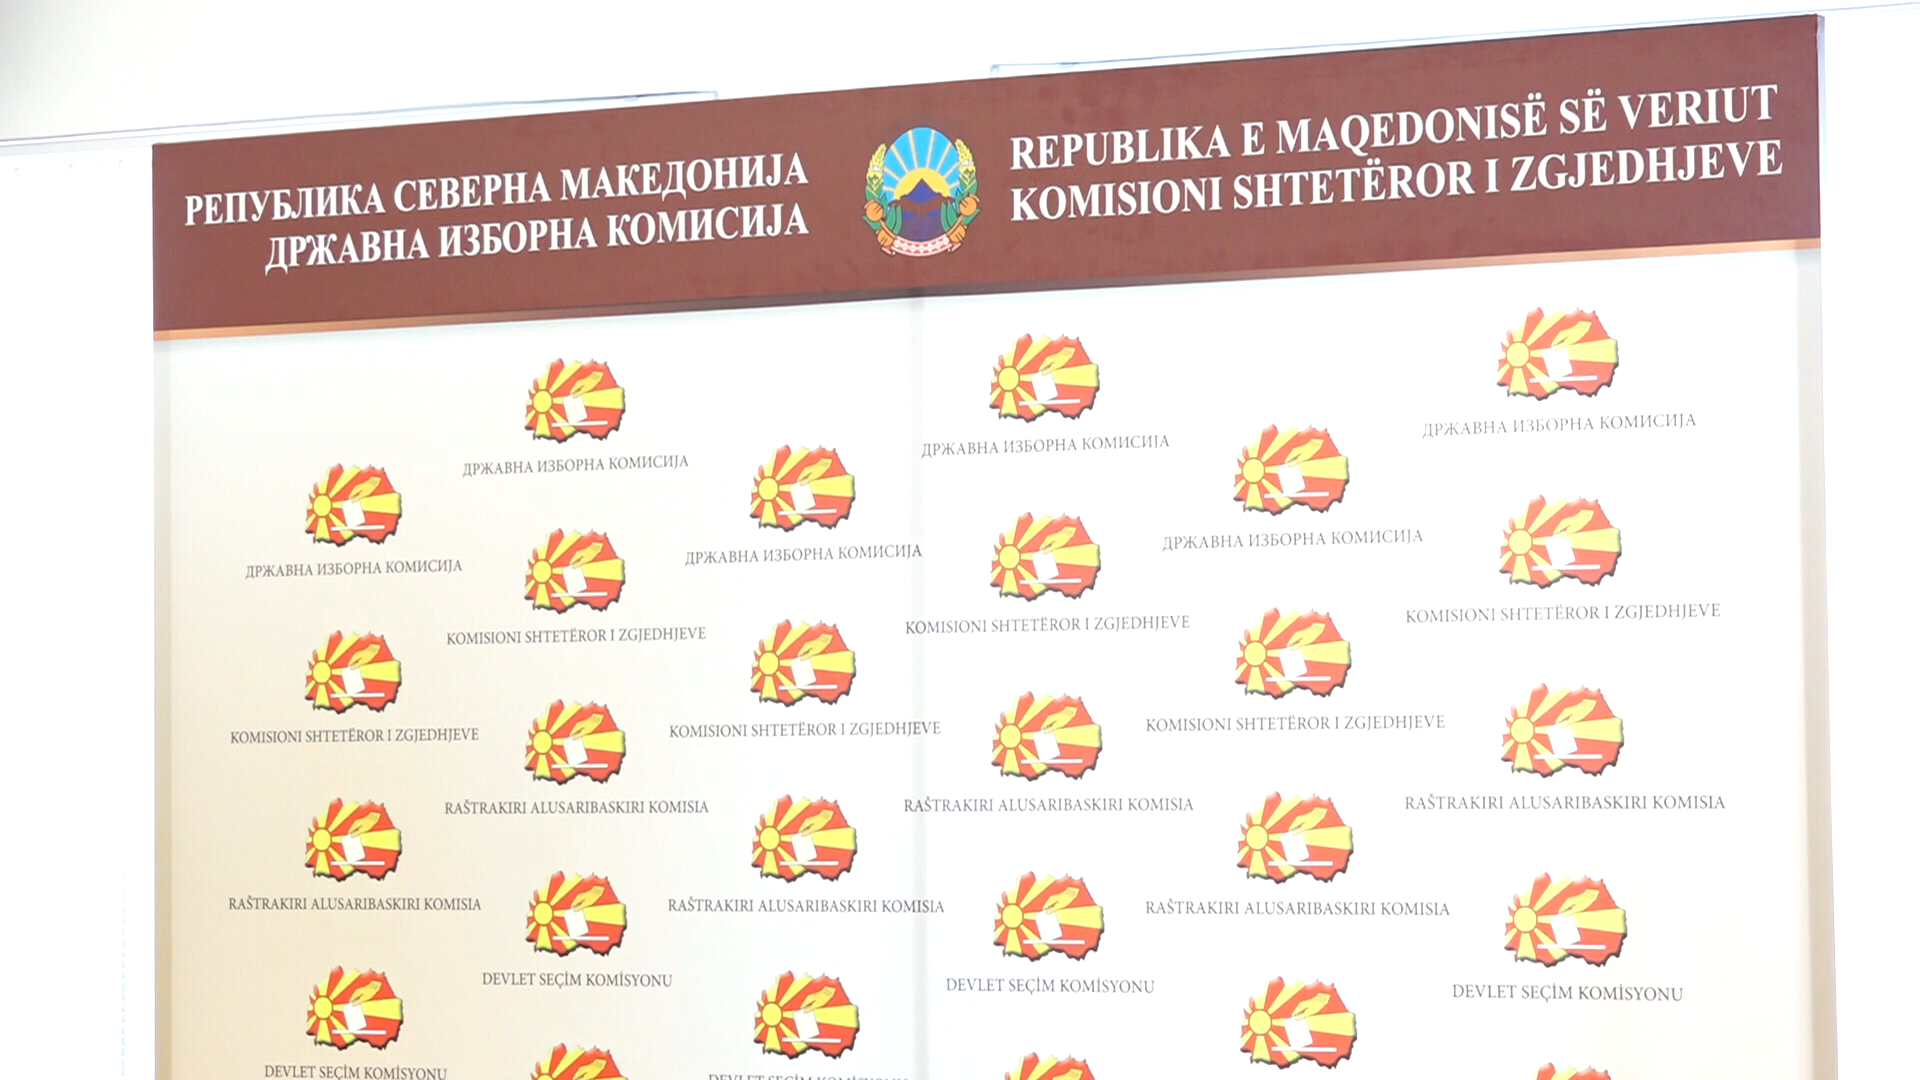 РЕПУБЛИКА СЕВЕРНА МАКЕДОНИЈА
ДРЖАВНА ИЗБОРНА КОМИСИЈА
REPUBLIKA E MAQEDONISË SË VERIUT
KOMISIONI SHTETËROR I ZGJEDHJEVE
ДРЖАВНА ИЗБОРНА КОМИСИЈА
ДРЖАВНА ИЗБОРНА КОМИСИЈА
ДРЖАВНА ИЗБОРНА КОМИСИЈА
ДРЖАВНА ИЗБОРНА КОМИСИЈА
ДРЖАВНА ИЗБОРНА КОМИСИЈА
ДРЖАВНА ИЗБОРНА КОМИСИЈА
KOMISIONI SHTETËROR I ZGJEDHJEVE
KOMISIONI SHTETËROR I ZGJEDHJEVE
KOMISIONI SHTETËROR I ZGJEDHJEVE
KOMISIONI SHTETËROR I ZGJEDHJEVE
KOMISIONI SHTETËROR I ZGJEDHJEVE
KOMISIONI SHTETËROR I ZGJEDHJEVE
RAŠTRAKIRI ALUSARIBASKIRI KOMISIA
RAŠTRAKIRI ALUSARIBASKIRI KOMISIA
RAŠTRAKIRI ALUSARIBASKIRI KOMISIA
RAŠTRAKIRI ALUSARIBASKIRI KOMISIA
RAŠTRAKIRI ALUSARIBASKIRI KOMISIA
RAŠTRAKIRI ALUSARIBASKIRI KOMISIA
DEVLET SEÇİM KOMİSYONU
DEVLET SEÇİM KOMİSYONU
DEVLET SEÇİM KOMİSYONU
DEVLET SEÇİM KOMİSYONU